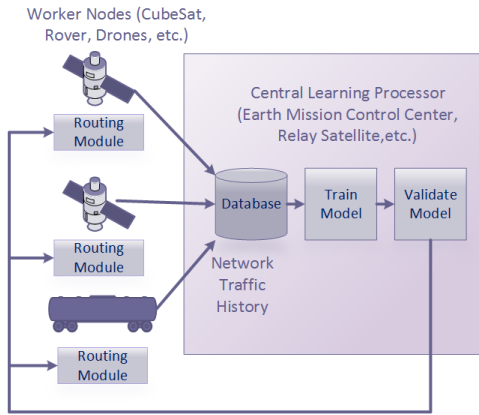 Worker Nodes (CubeSat,
Rover, Drones, etc.)
Central Learning Processor
(Earth Mission Control Center,
Relay Satellite,etc.)
Routing
Module
Database
Train
Model
Validate
Model
Routing
Module
Network
Traffic
History
Routing
Module